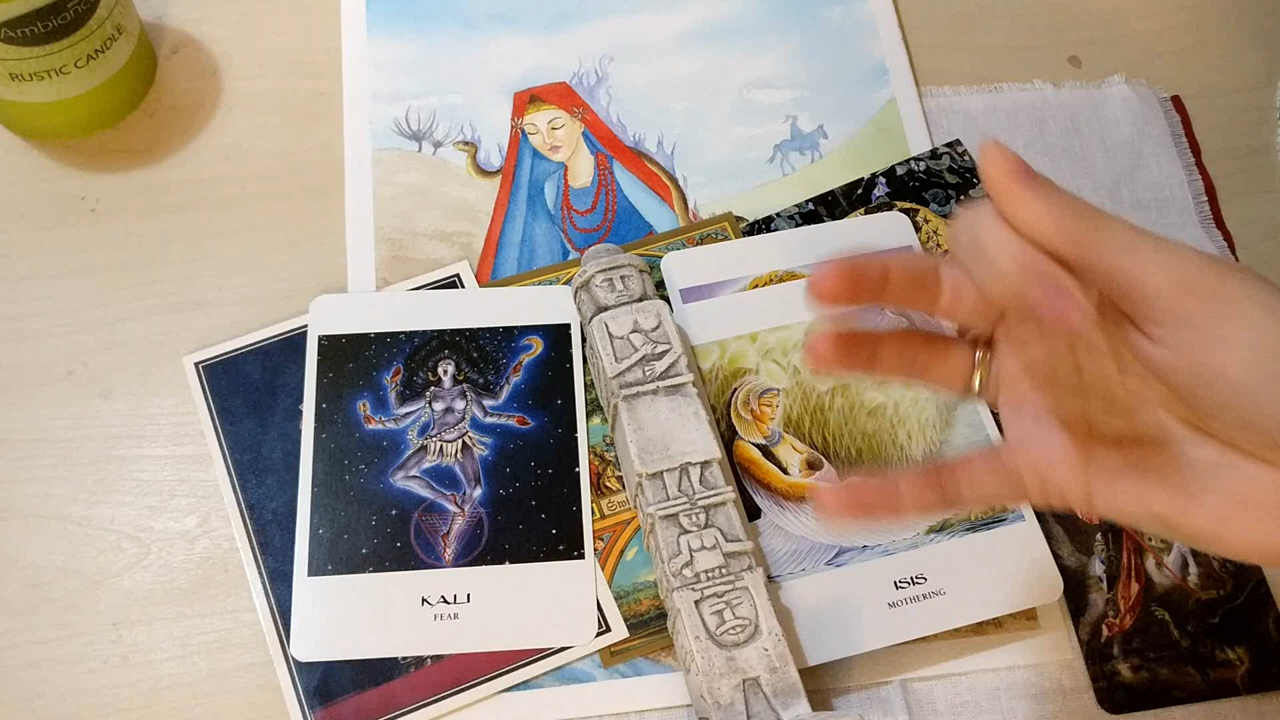 Ambiance
RUSTIC CANDLE
KALI
FEAR
ISIS
MOTHERING